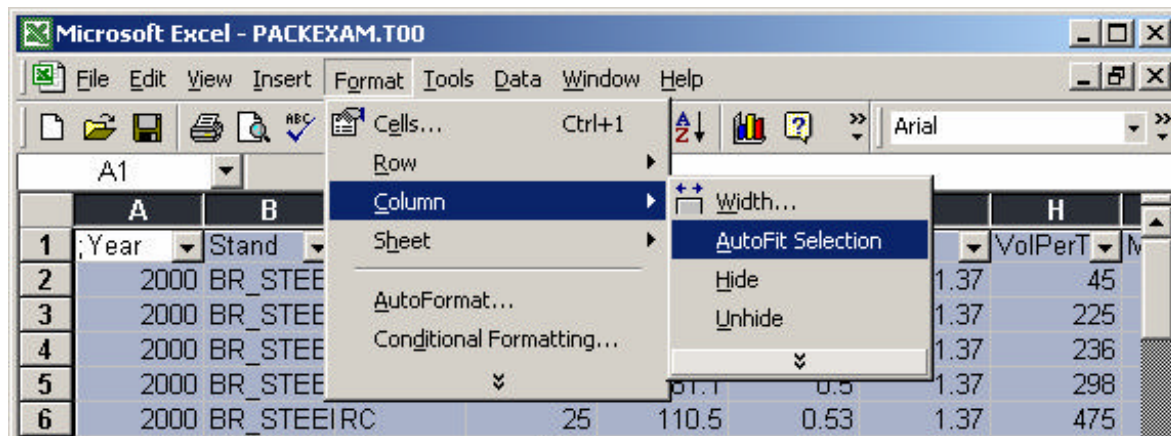 Microsoft Excel - PACKEXAM.T00
File Edit View Insert Format Tools Data Window Help
ABC Cells... Ctrl+1 A Z Arial
A1 Row
Column Width...
A B H
Sheet AutoFit Selection
1 ;Year Stand VolPerT
2 2000 BR_STEE Hide 1.37 45
3 2000 BR_STEE AutoFormat... Unhide 1.37 225
4 2000 BR_STEE Conditional Formatting... 1.37 236
5 2000 BR_STEE 0.5 1.37 298
6 2000 BR_STEEIRC 25 110.5 0.53 1.37 475